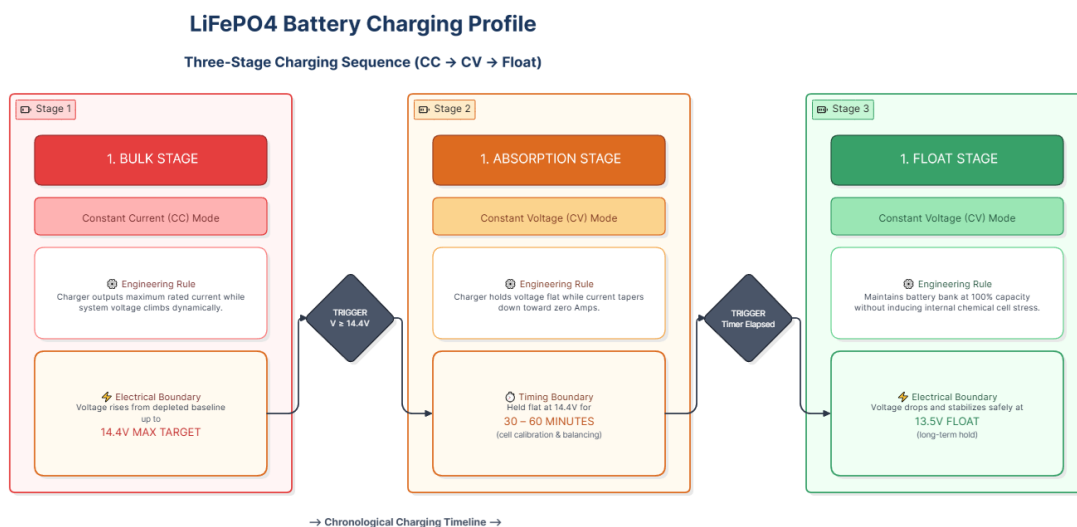 LiFePO4 Battery Charging Profile
Three-Stage Charging Sequence (CC → CV → Float)
Stage 1
1. BULK STAGE
Constant Current (CC) Mode
Engineering Rule
Charger outputs maximum rated current while
system voltage climbs dynamically.
Electrical Boundary
Voltage rises from depleted baseline
up to
14.4V MAX TARGET
TRIGGER
V ≥ 14.4V
Stage 2
1. ABSORPTION STAGE
Constant Voltage (CV) Mode
Engineering Rule
Charger holds voltage flat while current tapers
down toward zero Amps.
Timing Boundary
Held flat at 14.4V for
30 – 60 MINUTES
(cell calibration & balancing)
TRIGGER
Timer Elapsed
Stage 3
1. FLOAT STAGE
Constant Voltage (CV) Mode
Engineering Rule
Maintains battery bank at 100% capacity
without inducing internal chemical cell stress.
Electrical Boundary
Voltage drops and stabilizes safely at
13.5V FLOAT
(long-term hold)
→ Chronological Charging Timeline →